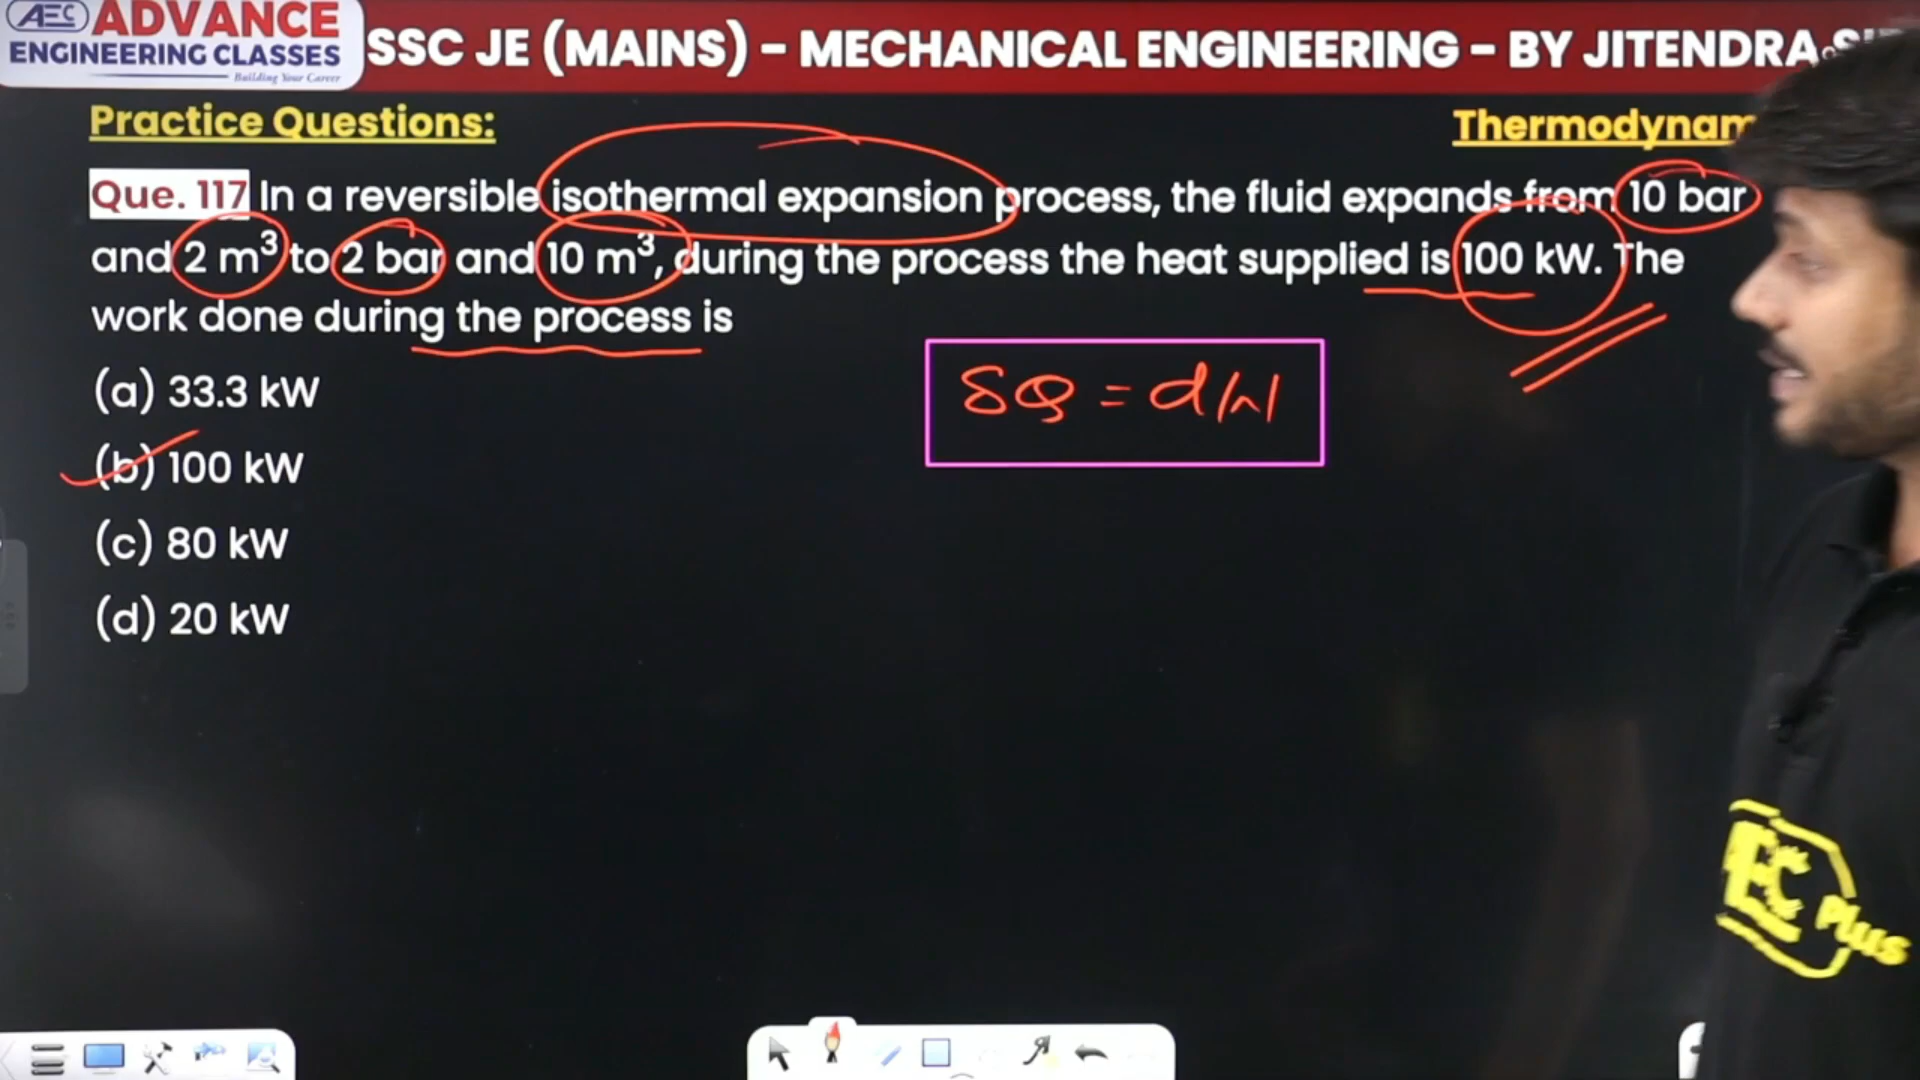 AEC ADVANCE
ENGINEERING CLASSES
Building Your Career
SSC JE (MAINS) - MECHANICAL ENGINEERING - BY JITENDRA
Practice Questions:
Thermodynam
Que. 117 In a reversible isothermal expansion process, the fluid expands from 10 bar
and 2 m³ to 2 bar and 10 m³, during the process the heat supplied is 100 kW. The
work done during the process is
(a) 33.3 kW
(b) 100 kW
(c) 80 kW
(d) 20 kW
δQ = dW
EC Plus